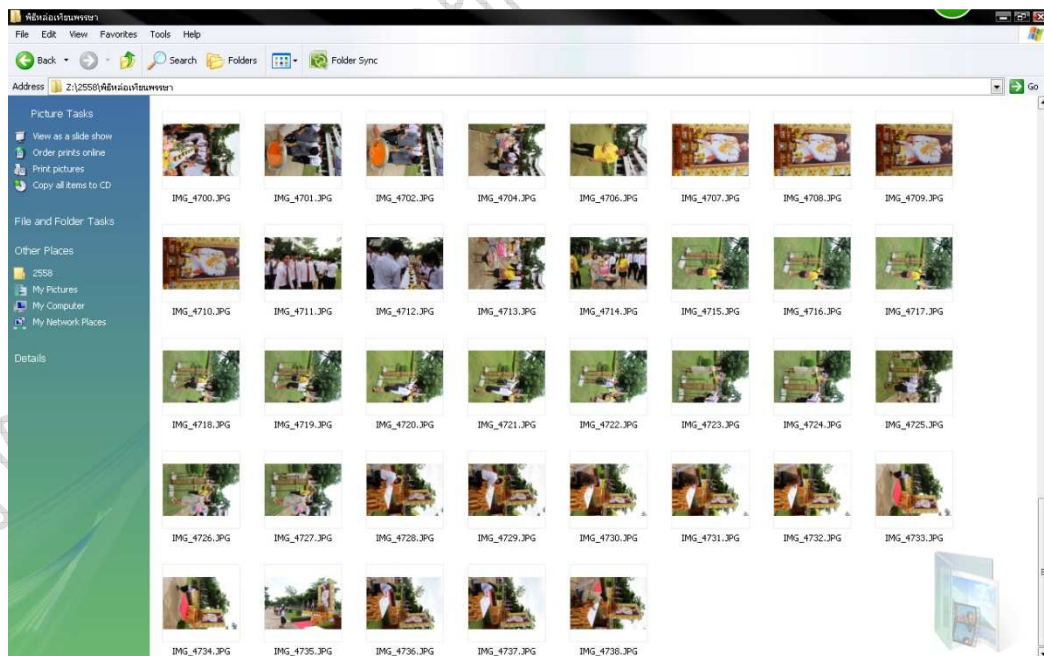 พิธีหล่อเทียนพรรษา
File Edit View Favorites Tools Help
Back Search Folders Folder Sync
Address Z:\2558\พิธีหล่อเทียนพรรษา Go
Picture Tasks
View as a slide show
Order prints online
Print pictures
Copy all items to CD
File and Folder Tasks
Other Places
2558
My Pictures
My Computer
My Network Places
Details
IMG_4700.JPG IMG_4701.JPG IMG_4702.JPG IMG_4704.JPG IMG_4706.JPG IMG_4707.JPG IMG_4708.JPG IMG_4709.JPG
IMG_4710.JPG IMG_4711.JPG IMG_4712.JPG IMG_4713.JPG IMG_4714.JPG IMG_4715.JPG IMG_4716.JPG IMG_4717.JPG
IMG_4718.JPG IMG_4719.JPG IMG_4720.JPG IMG_4721.JPG IMG_4722.JPG IMG_4723.JPG IMG_4724.JPG IMG_4725.JPG
IMG_4726.JPG IMG_4727.JPG IMG_4728.JPG IMG_4729.JPG IMG_4730.JPG IMG_4731.JPG IMG_4732.JPG IMG_4733.JPG
IMG_4734.JPG IMG_4735.JPG IMG_4736.JPG IMG_4737.JPG IMG_4738.JPG